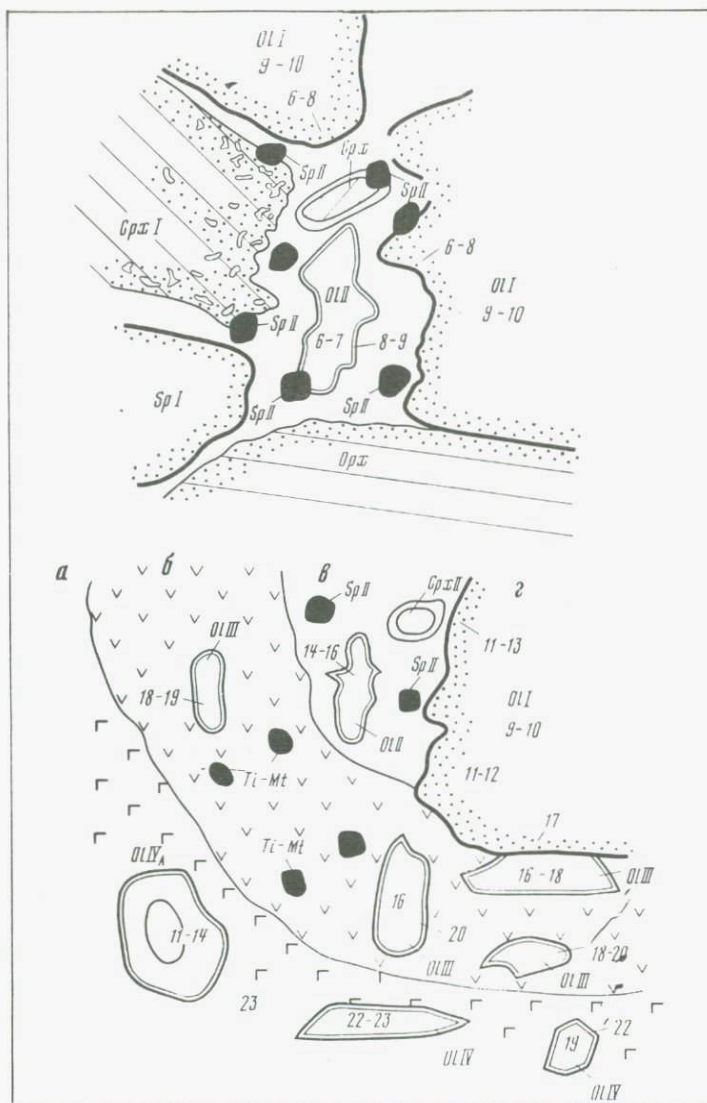 Ol I
9-10
6-8
Sp II
Cpx
Sp II
Cpx I
6-8
Ol I
9-10
Ol II
6-7
8-9
Sp II
Sp I
Sp II
Sp II
Opx
а
б
в
г
Sp II
Cpx II
Ol III
14-16
11-13
18-19
Sp II
Ol I
9-10
Ol II
11-12
Ti-Mt
17
Ti-Mt
16-18
Ol III
Ol IVA
16
11-14
20
18-20
Ol III
Ol III
23
22-23
22
19
Ol IV
Ol IV